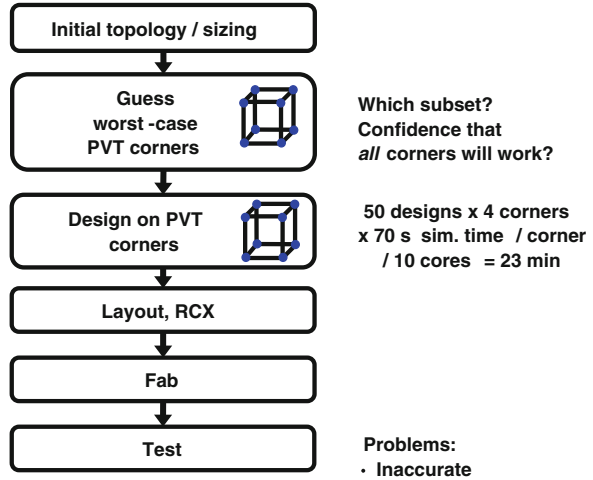 Initial topology / sizing
Guess
worst -case
PVT corners
Which subset?
Confidence that
all corners will work?
Design on PVT
corners
50 designs x 4 corners
x 70 s sim. time / corner
/ 10 cores = 23 min
Layout, RCX
Fab
Test
Problems:
· Inaccurate